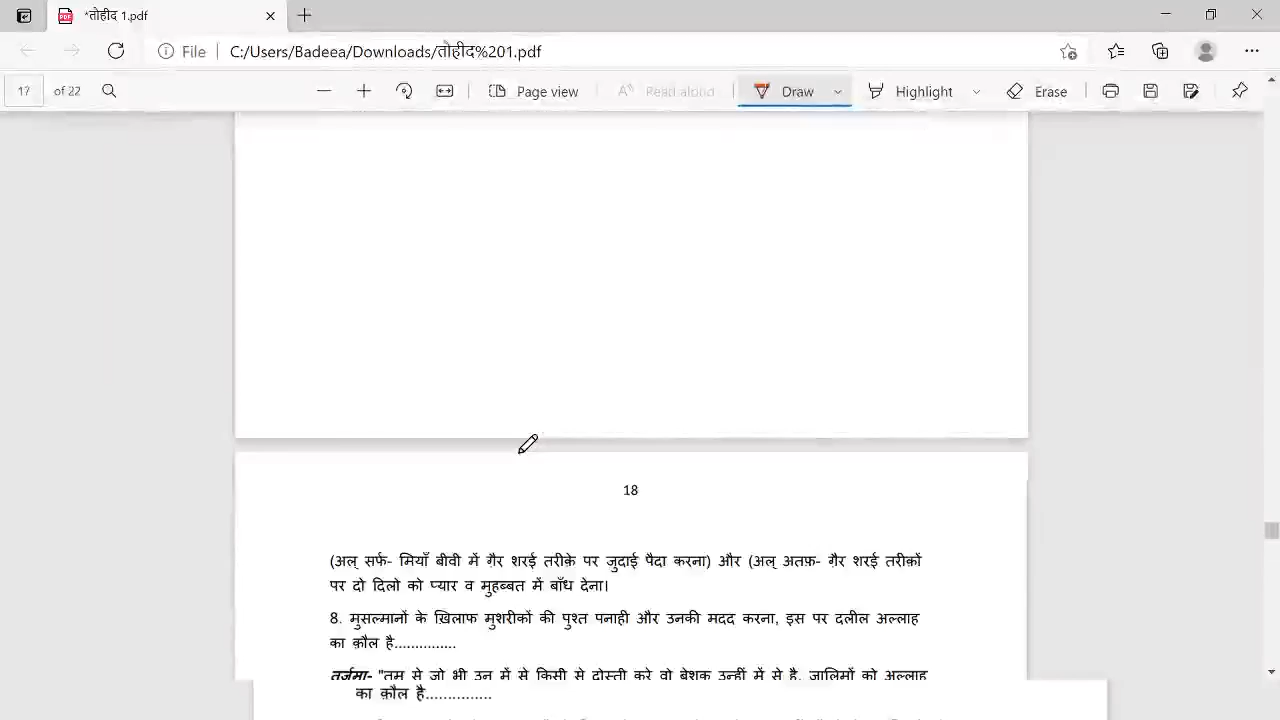 *तौहीद 1.pdf
File
C:/Users/Badeea/Downloads/तौहीद%201.pdf
17 of 22
Page view
Read aloud
Draw
Highlight
Erase
18
(अल् सर्फ- मियाँ बीवी में ग़ैर शरई तरीक़े पर जुदाई पैदा करना) और (अल् अतफ़- ग़ैर शरई तरीक़ों
पर दो दिलो को प्यार व मुहब्बत में बाँध देना।
8. मुसल्मानों के ख़िलाफ मुशरीकों की पुश्त पनाही और उनकी मदद करना, इस पर दलील अल्लाह
का क़ौल है...............
तर्जमा- "तुम से जो भी उन में से किसी से दोस्ती करे वो बेशक उन्हीं में से है, ज़ालिमों को अल्लाह
का क़ौल है...............